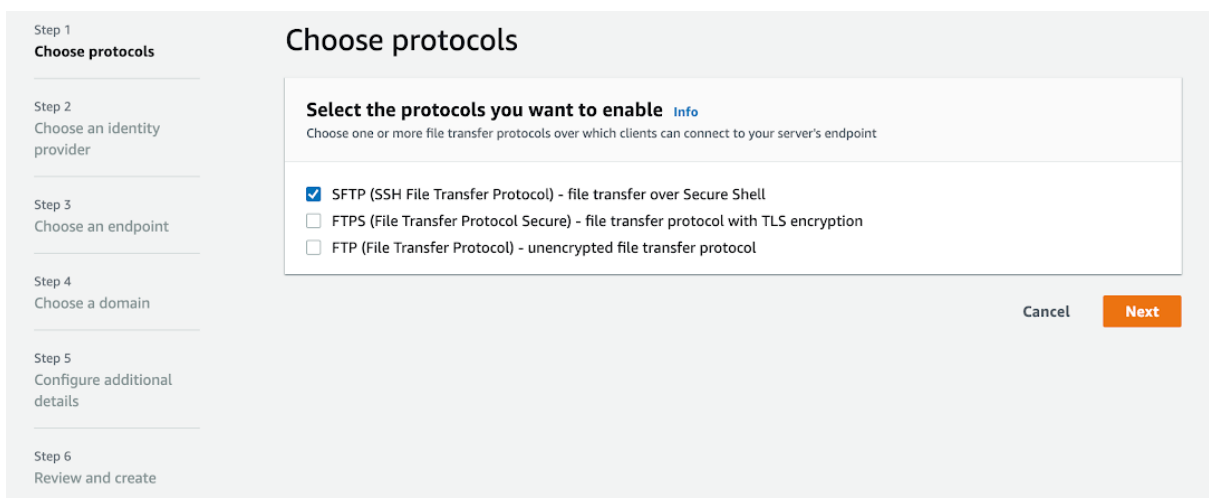 Step 1
Choose protocols
Step 2
Choose an identity
provider
Step 3
Choose an endpoint
Step 4
Choose a domain
Step 5
Configure additional
details
Step 6
Review and create
Choose protocols
Select the protocols you want to enable Info
Choose one or more file transfer protocols over which clients can connect to your server's endpoint
SFTP (SSH File Transfer Protocol) - file transfer over Secure Shell
FTPS (File Transfer Protocol Secure) - file transfer protocol with TLS encryption
FTP (File Transfer Protocol) - unencrypted file transfer protocol
Cancel Next